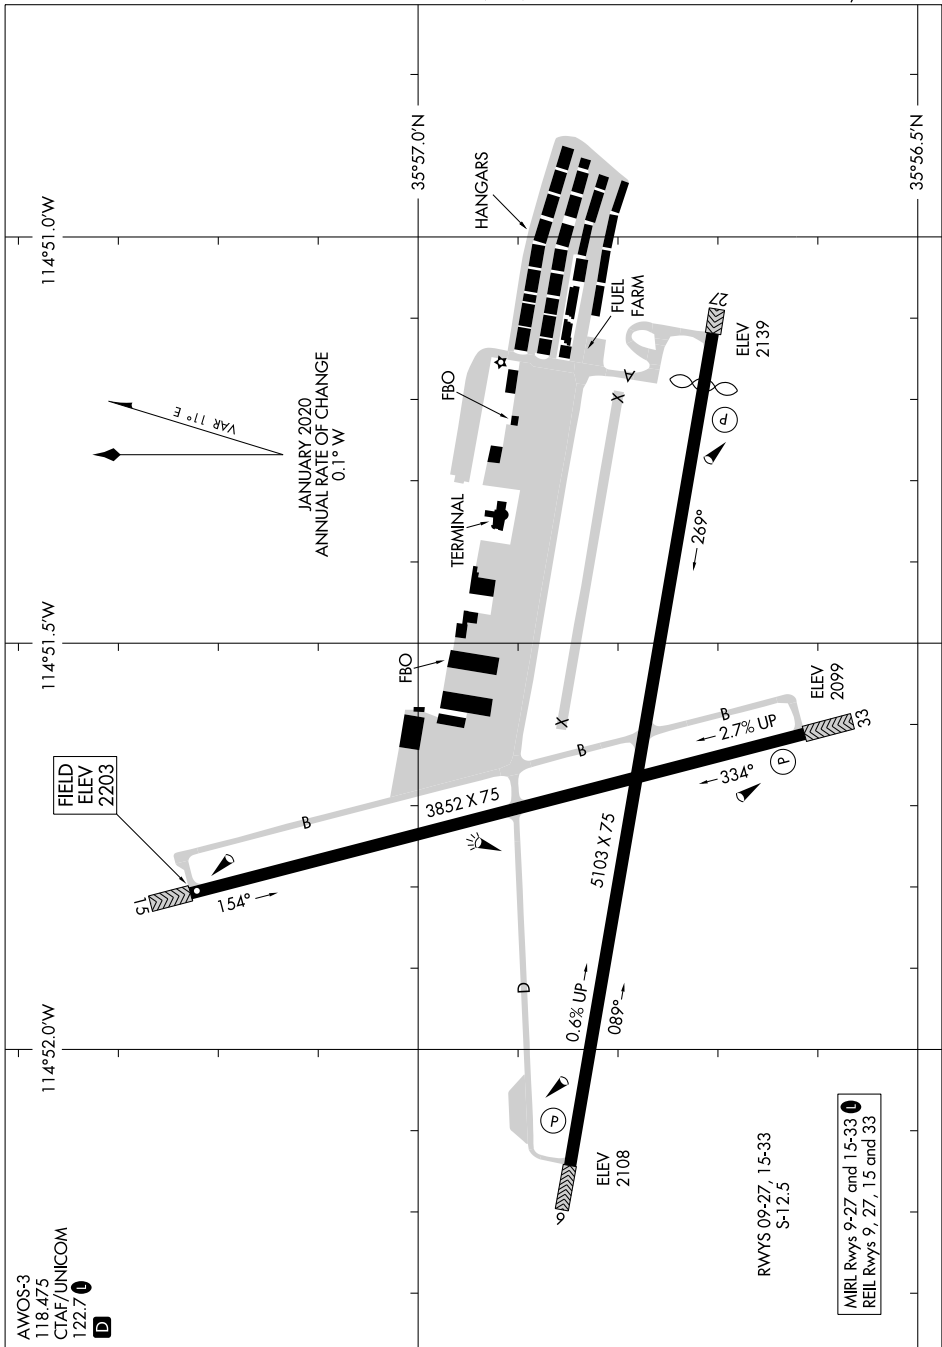 AWOS-3
118.475
CTAF/UNICOM
122.7 L
D
114°52.0'W
114°51.5'W
114°51.0'W
35°57.0'N
35°56.5'N
VAR 11° E
JANUARY 2020
ANNUAL RATE OF CHANGE
0.1° W
FIELD
ELEV
2203
HANGARS
FUEL
FARM
FBO
TERMINAL
FBO
A
X
X
15
154°
B
3852 X 75
B
B
2.7% UP
334°
P
ELEV
2099
33
D
9
P
ELEV
2108
0.6% UP
089°
5103 X 75
269°
P
ELEV
2139
27
RWYS 09-27, 15-33
S-12.5
MIRL Rwys 9-27 and 15-33 L
REIL Rwys 9, 27, 15 and 33